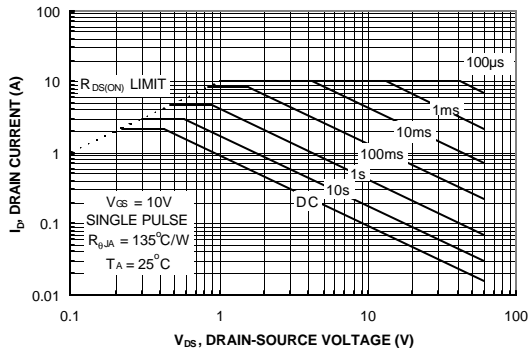 100
10
1
0.1
0.01
I_D, DRAIN CURRENT (A)
R_DS(ON) LIMIT
100µs
1ms
10ms
100ms
1s
10s
DC
V_GS = 10V
SINGLE PULSE
R_θJA = 135°C/W
T_A = 25°C
0.1
1
10
100
V_DS, DRAIN-SOURCE VOLTAGE (V)